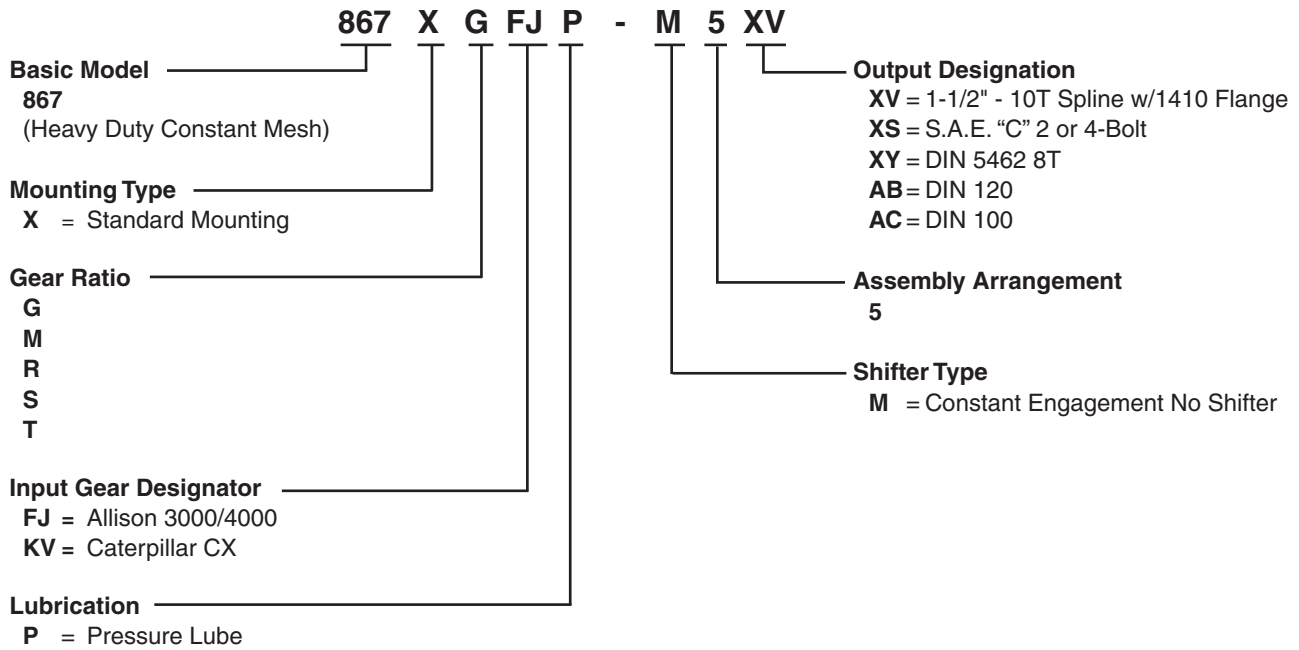 867 X G FJ P - M 5 XV
Basic Model
867
(Heavy Duty Constant Mesh)
Mounting Type
X = Standard Mounting
Gear Ratio
G
M
R
S
T
Input Gear Designator
FJ = Allison 3000/4000
KV = Caterpillar CX
Lubrication
P = Pressure Lube
Output Designation
XV = 1-1/2" - 10T Spline w/1410 Flange
XS = S.A.E. “C” 2 or 4-Bolt
XY = DIN 5462 8T
AB = DIN 120
AC = DIN 100
Assembly Arrangement
5
Shifter Type
M = Constant Engagement No Shifter